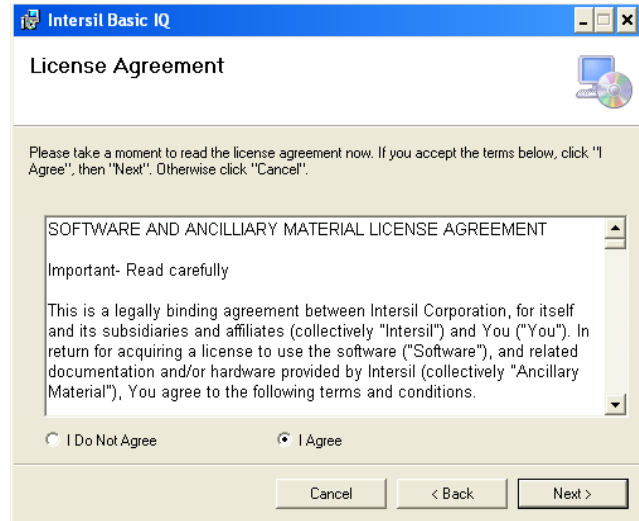 Intersil Basic IQ
License Agreement
Please take a moment to read the license agreement now. If you accept the terms below, click "I
Agree", then "Next". Otherwise click "Cancel".
SOFTWARE AND ANCILLIARY MATERIAL LICENSE AGREEMENT
Important- Read carefully
This is a legally binding agreement between Intersil Corporation, for itself
and its subsidiaries and affiliates (collectively "Intersil") and You ("You"). In
return for acquiring a license to use the software ("Software"), and related
documentation and/or hardware provided by Intersil (collectively "Ancillary
Material"), You agree to the following terms and conditions.
I Do Not Agree
I Agree
Cancel
< Back
Next >